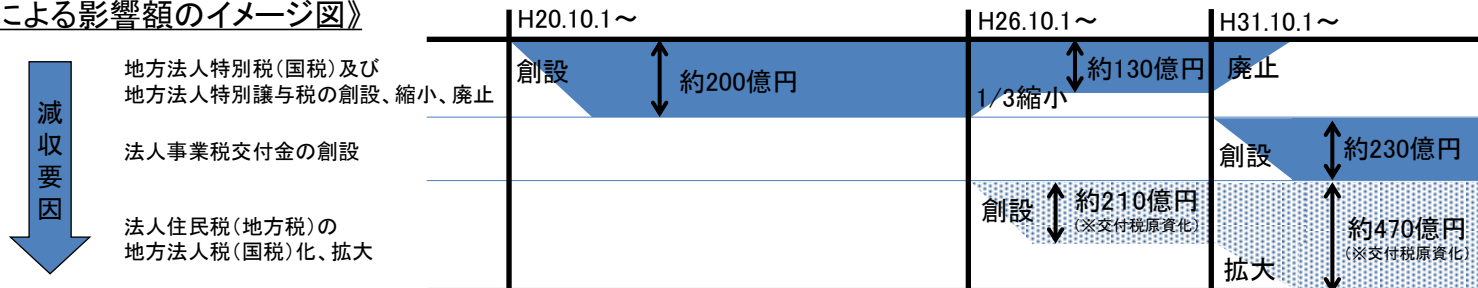 による影響額のイメージ図》
H20.10.1～
H26.10.1～
H31.10.1～
減収要因
地方法人特別税(国税)及び
地方法人特別譲与税の創設、縮小、廃止
創設
約200億円
1/3縮小
約130億円
廃止
法人事業税交付金の創設
創設
約230億円
法人住民税(地方税)の
地方法人税(国税)化、拡大
創設
約210億円
(※交付税原資化)
拡大
約470億円
(※交付税原資化)